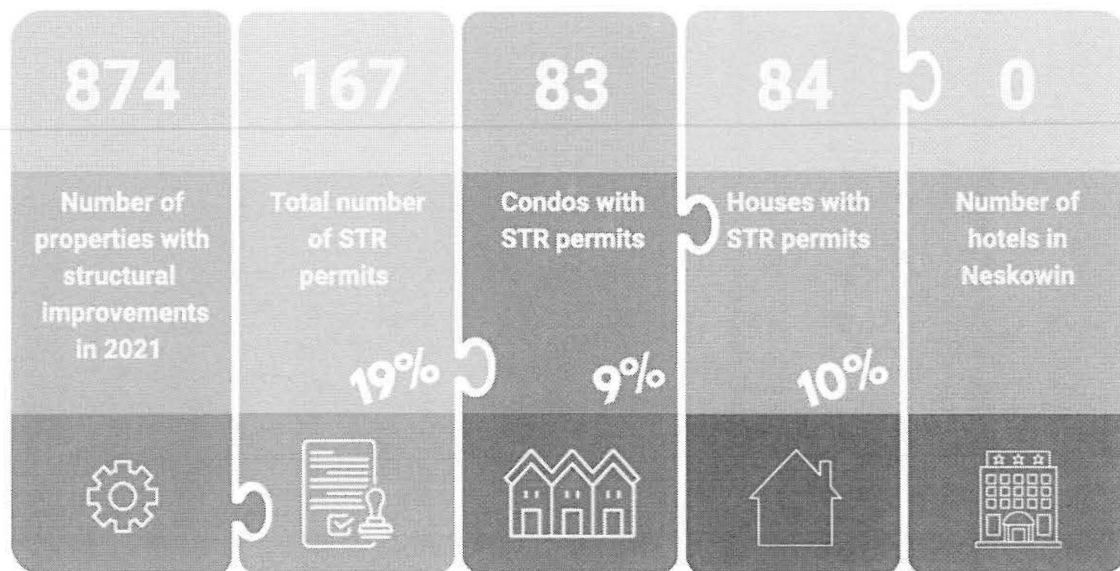 874
Number of
properties with
structural
improvements
in 2021
167
Total number
of STR
permits
19%
83
Condos with
STR permits
9%
84
Houses with
STR permits
10%
0
Number of
hotels in
Neskowin